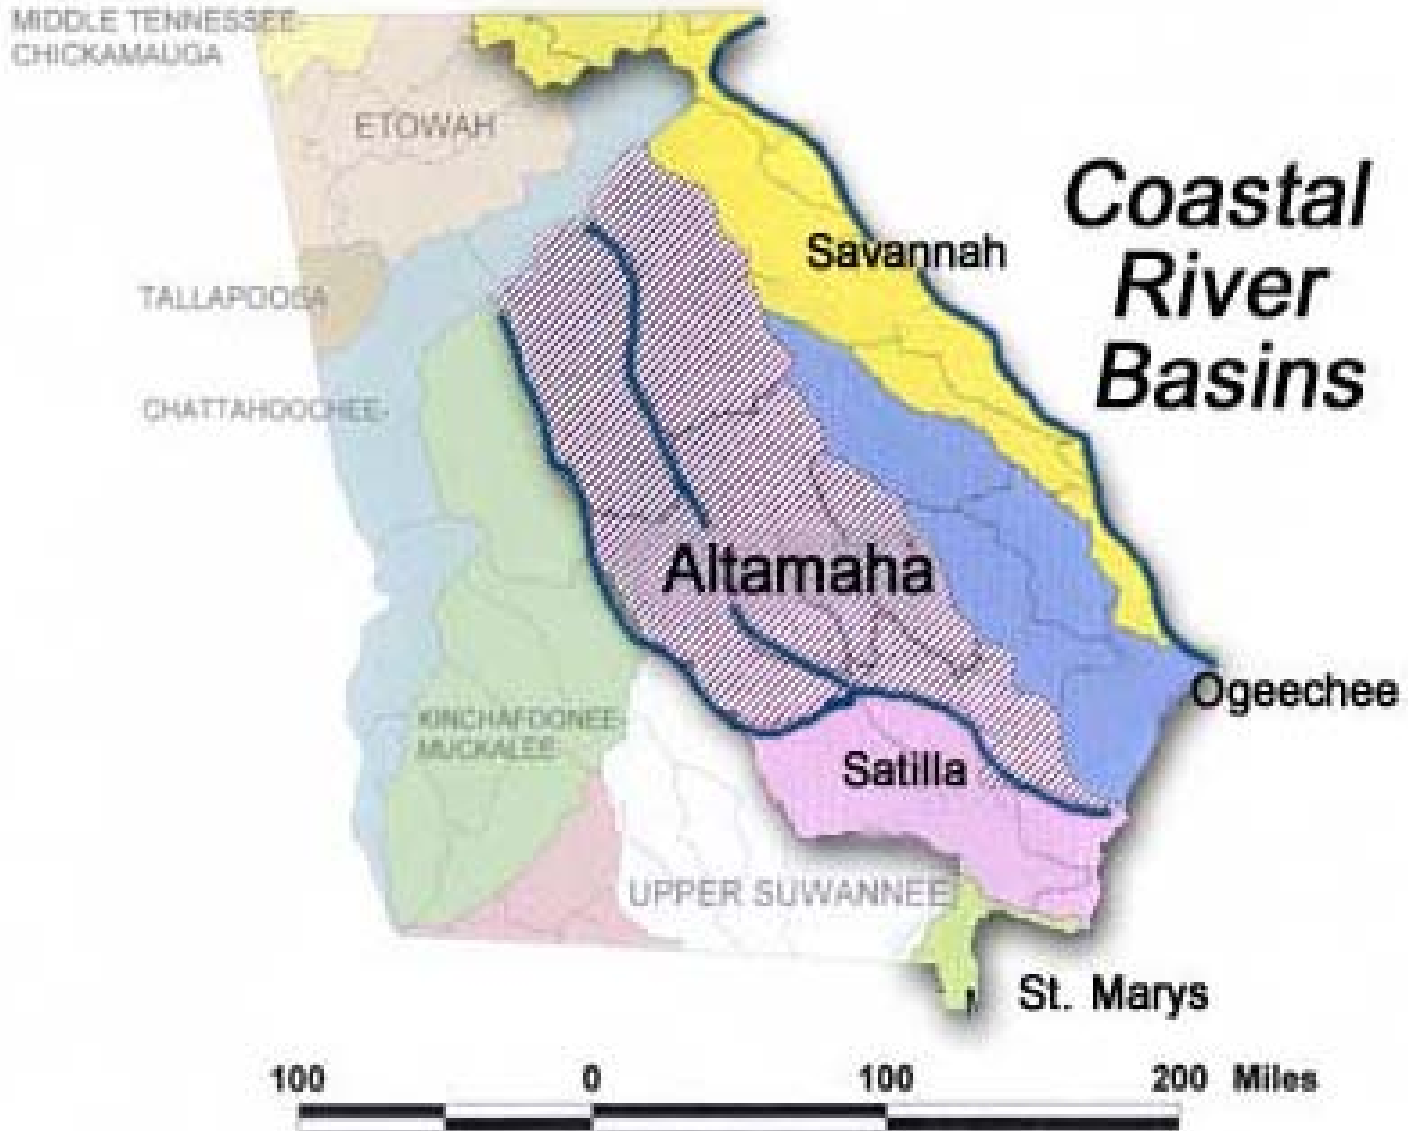 MIDDLE TENNESSEE-
CHICKAMAUGA
ETOWAH
Coastal
River
Basins
Savannah
TALLAPOOSA
CHATTAHOOCHEE-
Altamaha
Ogeechee
KINCHAFOONEE-
MUCKALEE
Satilla
UPPER SUWANNEE
St. Marys
100 0 100 200 Miles